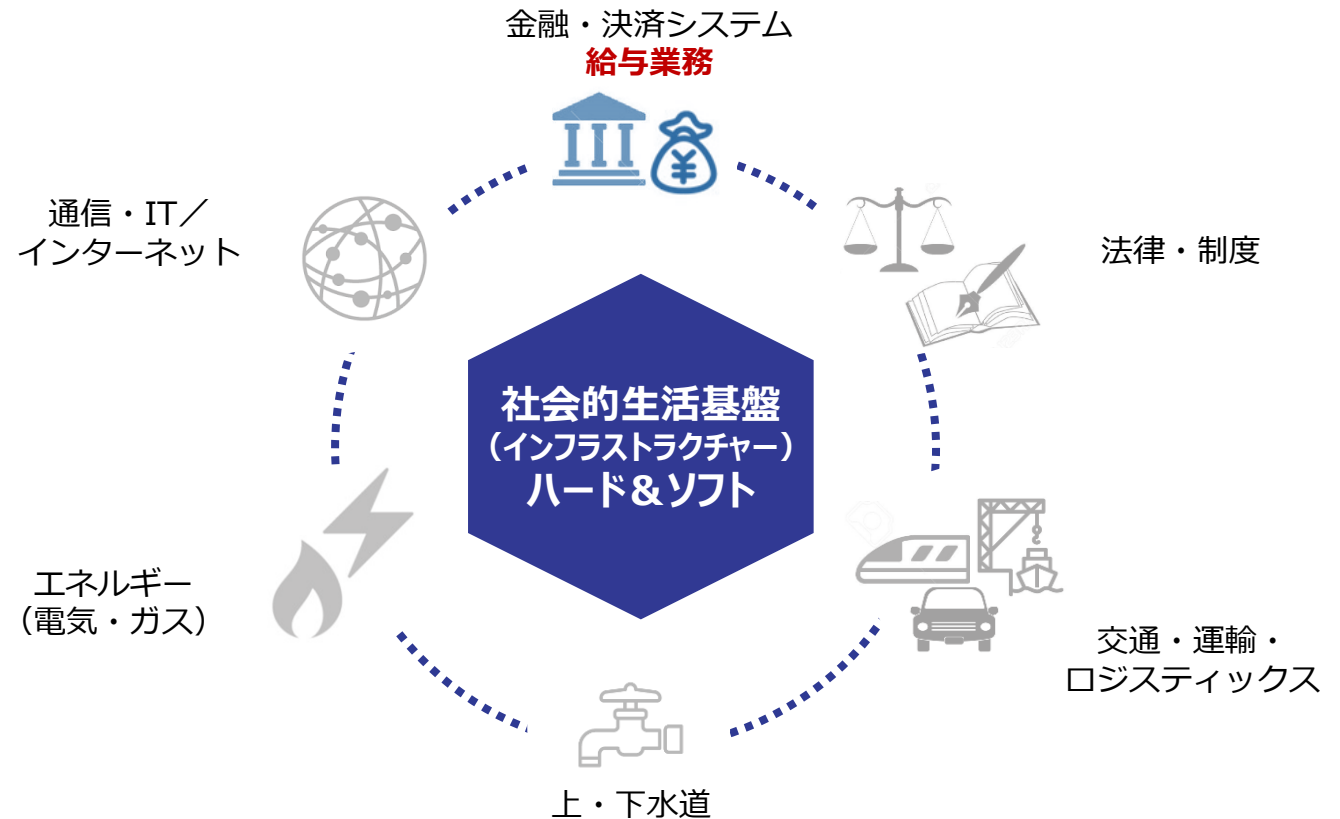 金融・決済システム
給与業務
通信・IT／
インターネット
法律・制度
社会的生活基盤
（インフラストラクチャー）
ハード＆ソフト
エネルギー
（電気・ガス）
交通・運輸・
ロジスティックス
上・下水道
¥